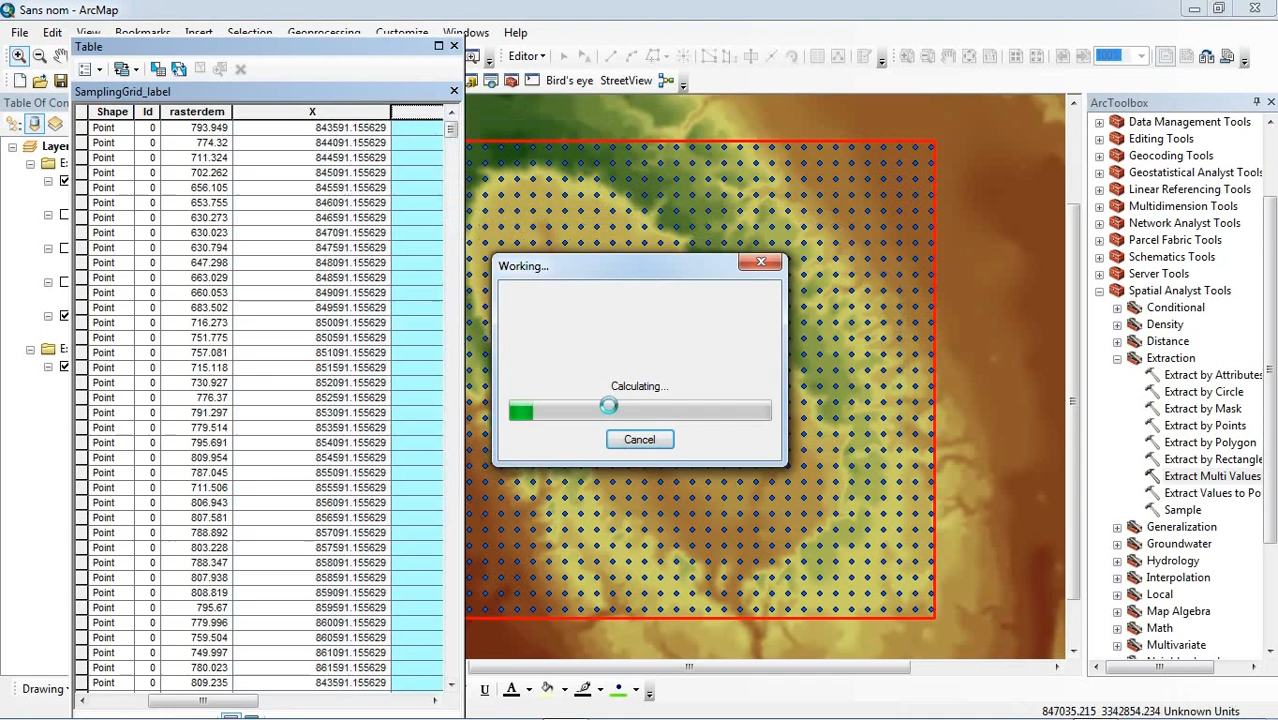 Sans nom - ArcMap
File Edit View Bookmarks Insert Selection Geoprocessing Customize Windows Help
Table
Editor
100%
Bird's eye StreetView
SamplingGrid_label
Table Of Con
ArcToolbox
Shape Id rasterdem X
Point 0 793.949 843591.155629
Point 0 774.32 844091.155629
Point 0 711.324 844591.155629
Point 0 702.262 845091.155629
Point 0 656.105 845591.155629
Point 0 653.755 846091.155629
Point 0 630.273 846591.155629
Point 0 630.023 847091.155629
Point 0 630.794 847591.155629
Point 0 647.298 848091.155629
Point 0 663.029 848591.155629
Point 0 660.053 849091.155629
Point 0 683.502 849591.155629
Point 0 716.273 850091.155629
Point 0 751.775 850591.155629
Point 0 757.081 851091.155629
Point 0 715.118 851591.155629
Point 0 730.927 852091.155629
Point 0 776.37 852591.155629
Point 0 791.297 853091.155629
Point 0 779.514 853591.155629
Point 0 795.691 854091.155629
Point 0 809.954 854591.155629
Point 0 787.045 855091.155629
Point 0 711.506 855591.155629
Point 0 806.943 856091.155629
Point 0 807.581 856591.155629
Point 0 788.892 857091.155629
Point 0 803.228 857591.155629
Point 0 788.347 858091.155629
Point 0 807.938 858591.155629
Point 0 808.819 859091.155629
Point 0 795.67 859591.155629
Point 0 779.996 860091.155629
Point 0 759.504 860591.155629
Point 0 749.997 861091.155629
Point 0 780.023 861591.155629
Point 0 809.235 843591.155629
Layer
E:
E:
Working...
Calculating...
Cancel
Data Management Tools
Editing Tools
Geocoding Tools
Geostatistical Analyst Tools
Linear Referencing Tools
Multidimension Tools
Network Analyst Tools
Parcel Fabric Tools
Schematics Tools
Server Tools
Spatial Analyst Tools
Conditional
Density
Distance
Extraction
Extract by Attributes
Extract by Circle
Extract by Mask
Extract by Points
Extract by Polygon
Extract by Rectangle
Extract Multi Values
Extract Values to Po
Sample
Generalization
Groundwater
Hydrology
Interpolation
Local
Map Algebra
Math
Multivariate
Drawing
U A
847035.215 3342854.234 Unknown Units